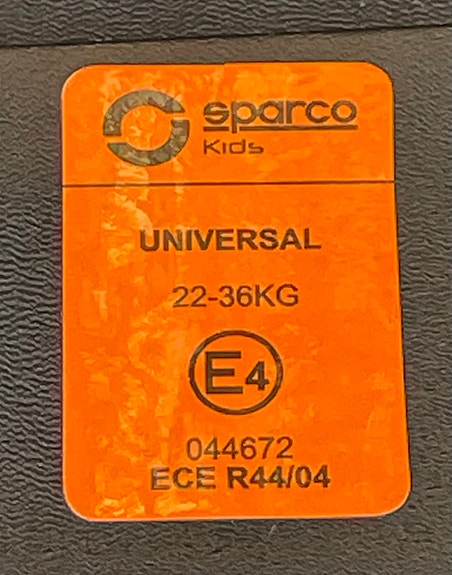 sparco
Kids
UNIVERSAL
22-36KG
E4
044672
ECE R44/04